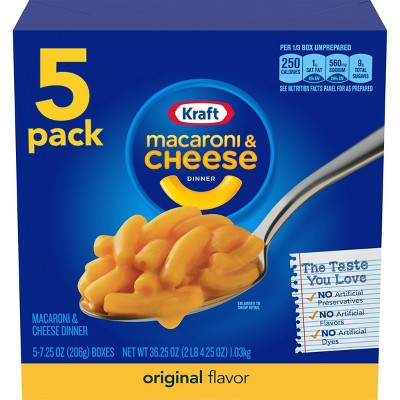 5
pack
PER 1/3 BOX UNPREPARED
250
CALORIES
1g
SAT FAT
560mg
SODIUM
9g
TOTAL
SUGARS
SEE NUTRITION FACTS PANEL FOR AS PREPARED
Kraft
macaroni &
CHEESE
DINNER
The Taste
You Love
✓NO Artificial
Preservatives
✓NO Artificial
Flavors
✓NO Artificial
Dyes
ENLARGED TO
SHOW DETAIL
MACARONI &
CHEESE DINNER
5-7.25 OZ (206g) BOXES NET WT 36.25 OZ (2 LB 4.25 OZ) 1.03kg
original flavor